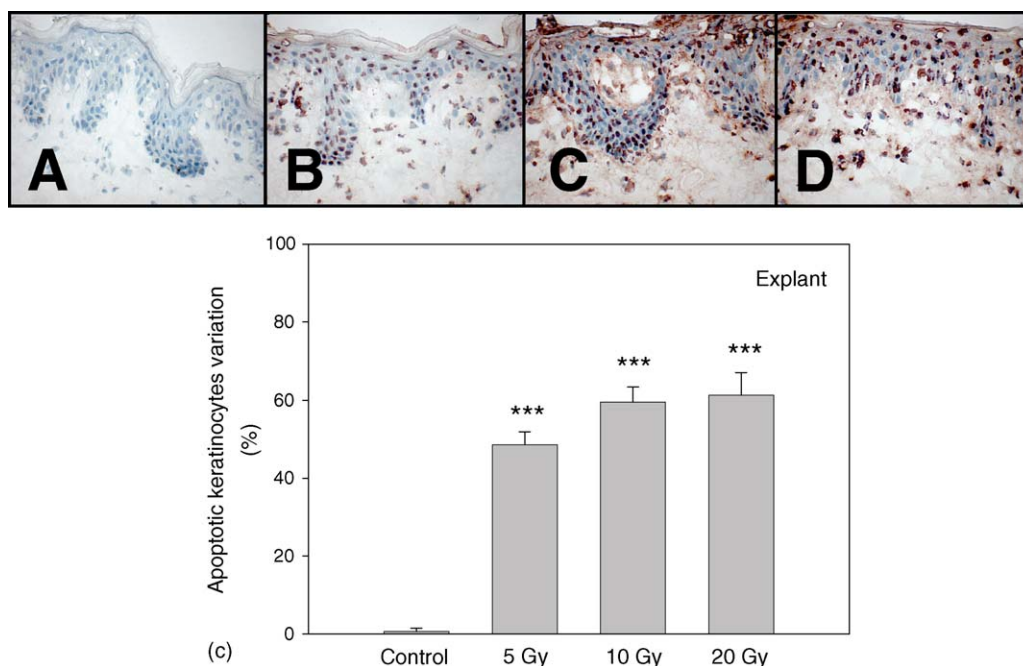 A B C D
100
Explant
80
***
***
***
60
40
20
0
Apoptotic keratinocytes variation
(%)
(c)
Control 5 Gy 10 Gy 20 Gy